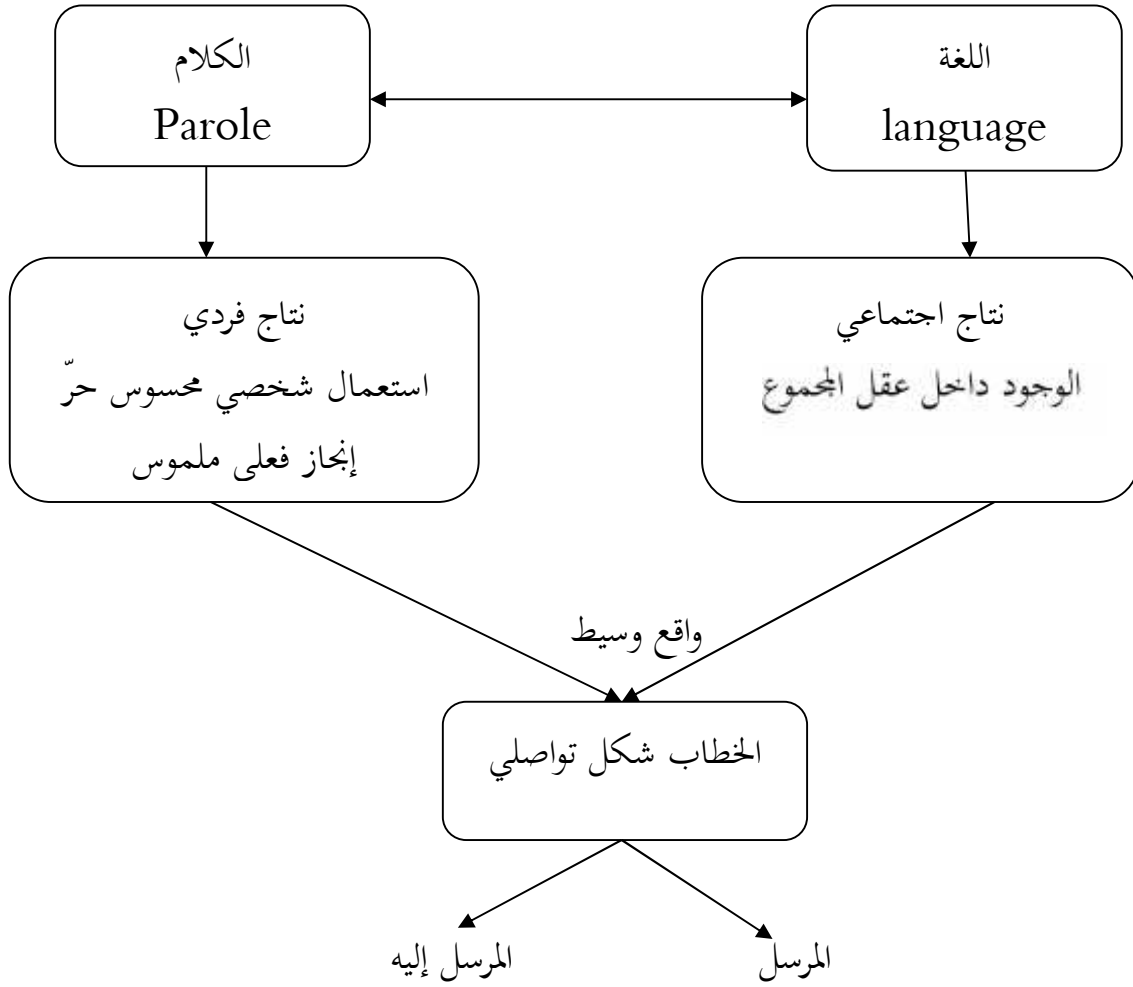 اللغة
language
الكلام
Parole
نتاج اجتماعي
الوجود داخل عقل المجموع
نتاج فردي
استعمال شخصي محسوس حرّ
إنجاز فعلى ملموس
واقع وسيط
الخطاب شكل تواصلي
المرسل
المرسل إليه